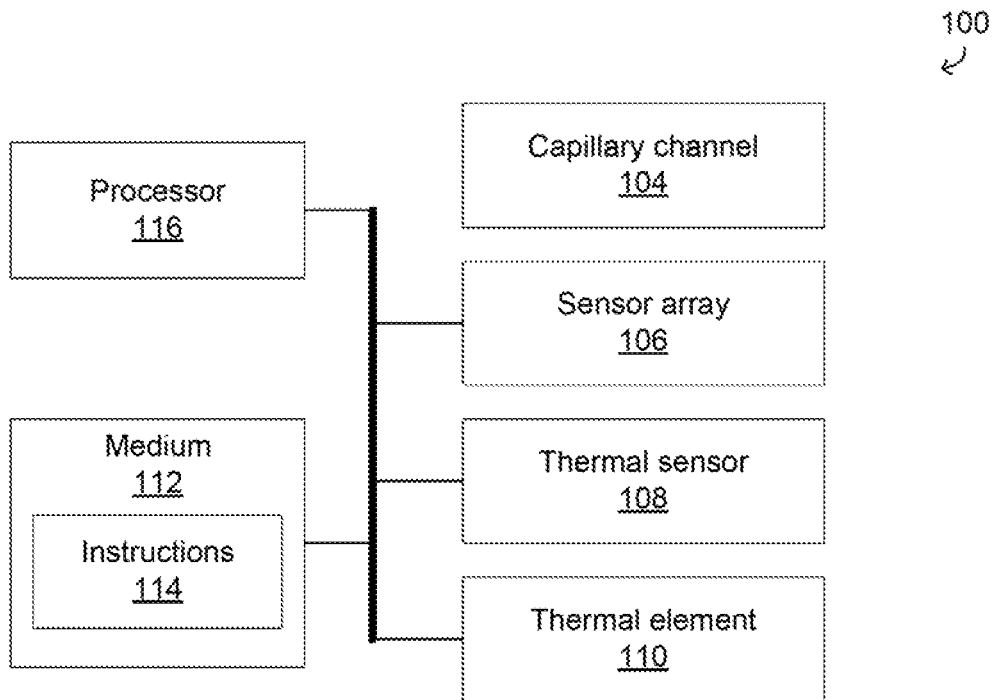 100
Processor
116
Capillary channel
104
Sensor array
106
Medium
112
Instructions
114
Thermal sensor
108
Thermal element
110